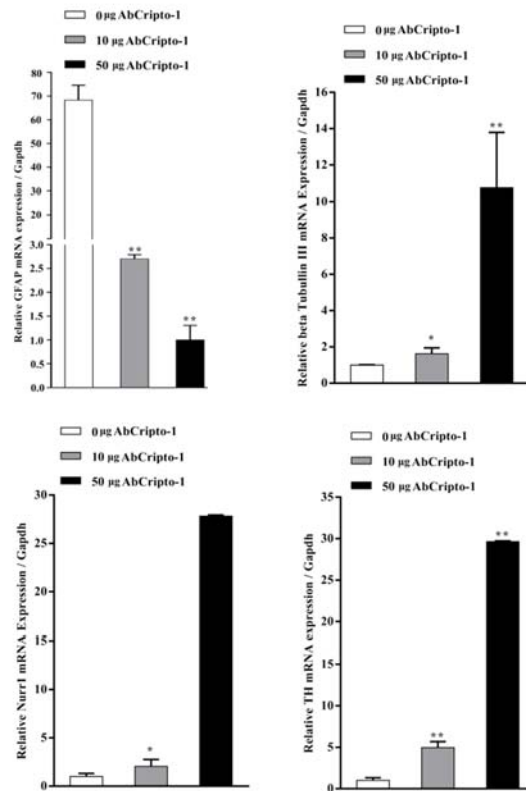 0 µg AbCripto-1
10 µg AbCripto-1
50 µg AbCripto-1
Relative GFAP mRNA expression / Gapdh
80
70
60
50
40
30
20
3.0
2.5
2.0
1.5
1.0
0.5
0.0
**
**
0 µg AbCripto-1
10 µg AbCripto-1
50 µg AbCripto-1
Relative beta Tubullin III mRNA Expression / Gapdh
16
14
12
10
8
6
4
2
0
*
**
0 µg AbCripto-1
10 µg AbCripto-1
50 µg AbCripto-1
Relative Nurr1 mRNA Expression / Gapdh
30
25
20
15
10
5
0
*
0 µg AbCripto-1
10 µg AbCripto-1
50 µg AbCripto-1
Relative TH mRNA expression / Gapdh
35
30
25
20
15
10
5
0
**
**